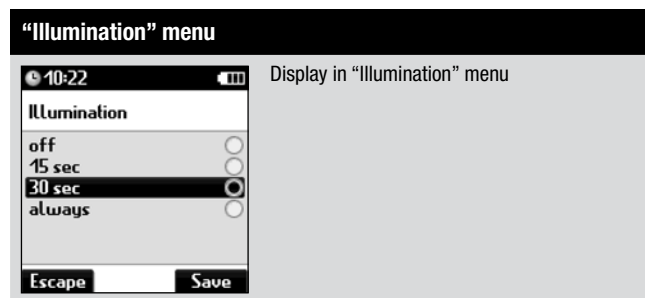 “Illumination” menu
10:22
Illumination
off
15 sec
30 sec
always
Escape Save
Display in “Illumination” menu